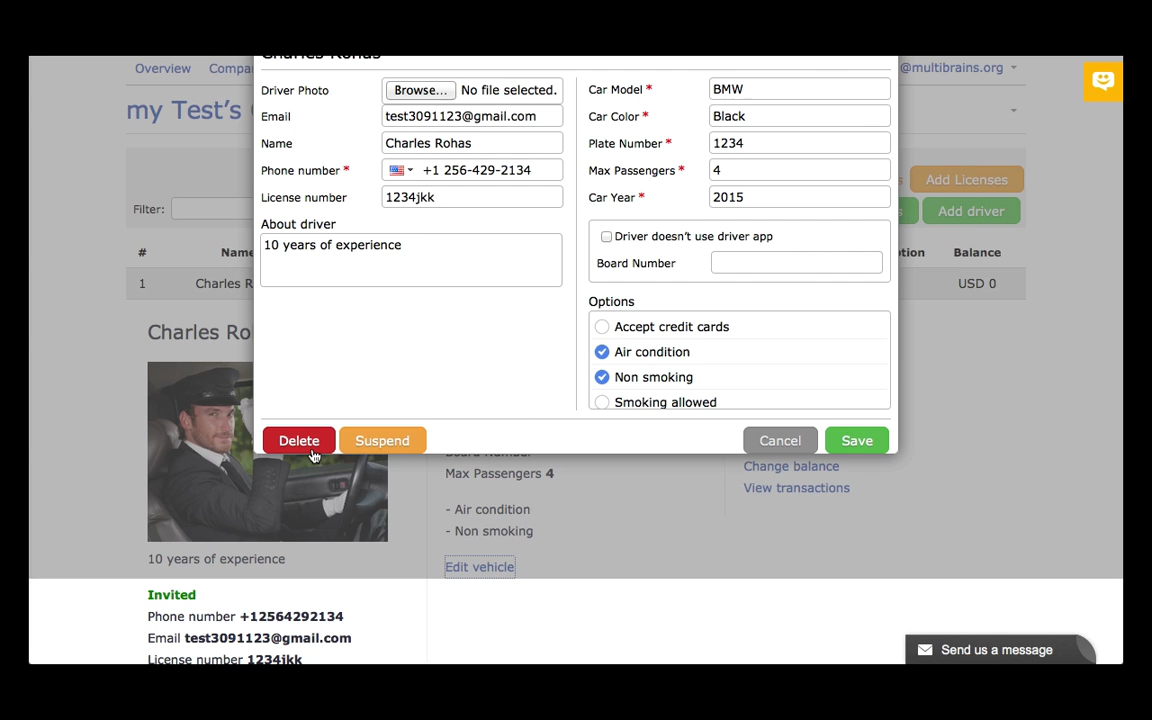 Charles Rohas
Overview Compa @multibrains.org
my Test's
Driver Photo Browse... No file selected.
Email test3091123@gmail.com
Name Charles Rohas
Phone number * +1 256-429-2134
License number 1234jkk
About driver
10 years of experience
Car Model * BMW
Car Color * Black
Plate Number * 1234
Max Passengers * 4
Car Year * 2015
Driver doesn't use driver app
Board Number
Options
Accept credit cards
Air condition
Non smoking
Smoking allowed
Delete Suspend Cancel Save
Add Licenses
Filter: Add driver
# Name Balance
1 Charles R USD 0
Charles Ro
10 years of experience
Invited
Phone number +12564292134
Email test3091123@gmail.com
License number 1234jkk
Board Number
Max Passengers 4
- Air condition
- Non smoking
Edit vehicle
Change balance
View transactions
Send us a message